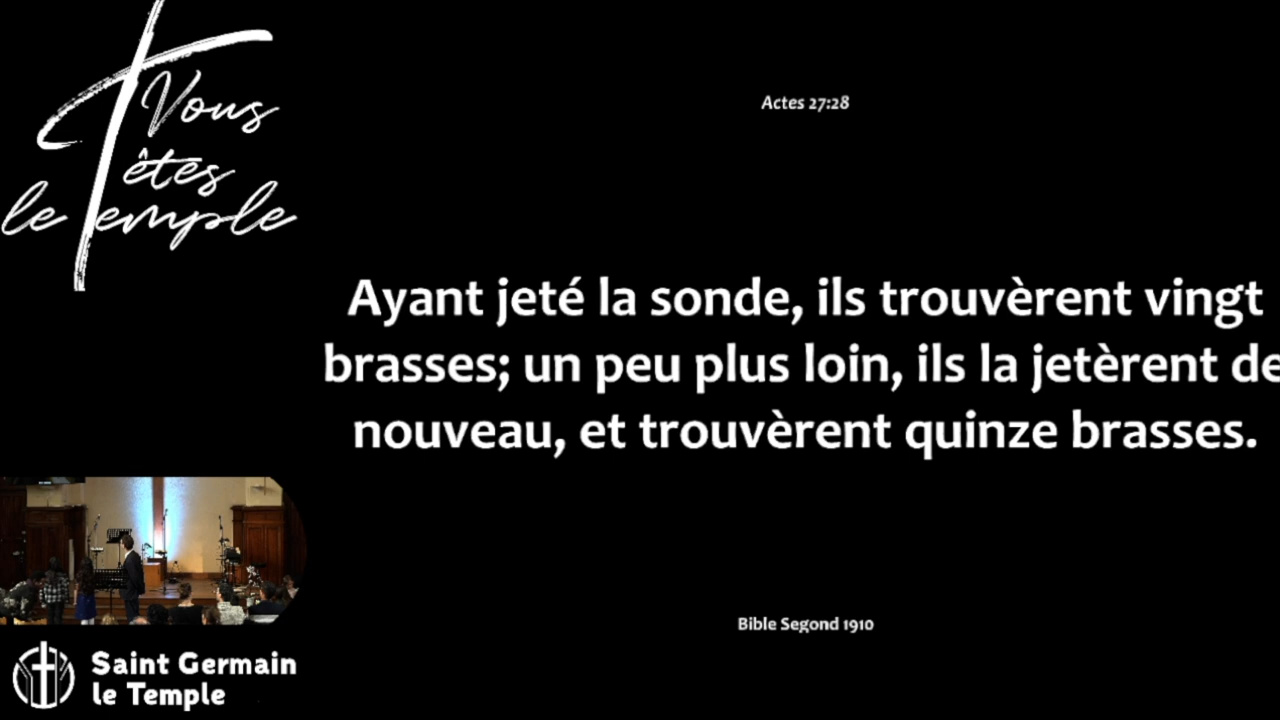 Vous
êtes
le Temple
Actes 27:28
Ayant jeté la sonde, ils trouvèrent vingt
brasses; un peu plus loin, ils la jetèrent de
nouveau, et trouvèrent quinze brasses.
Bible Segond 1910
Saint Germain
le Temple